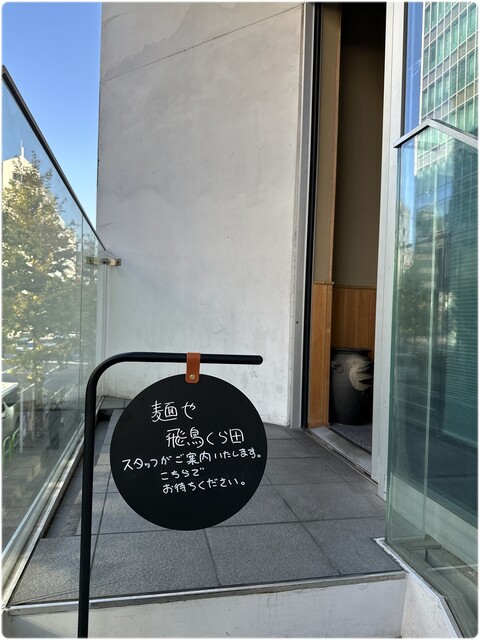 麺や
飛鳥くら田
スタッフがご案内いたします。
こちらで
お待ちください。